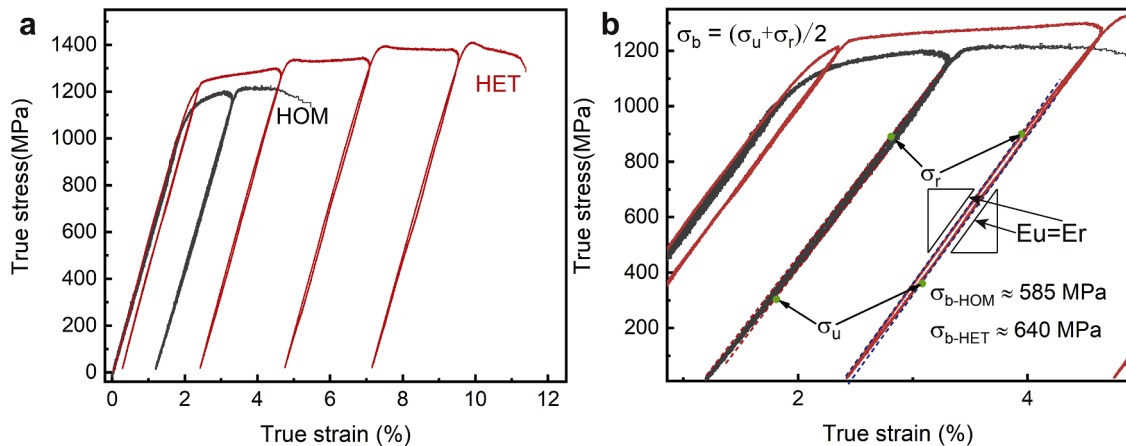 a
True stress(MPa)
1400
1200
1000
800
600
400
200
0
HOM
HET
0 2 4 6 8 10 12
True strain (%)
b
σb = (σu+σr)/2
True stress(MPa)
1200
1000
800
600
400
200
σr
Eu=Er
σu
σb-HOM ≈ 585 MPa
σb-HET ≈ 640 MPa
2 4
True strain (%)